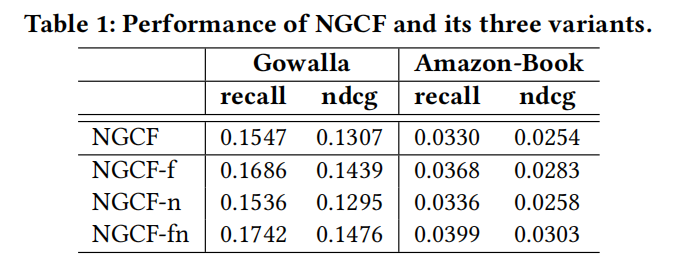 Table 1: Performance of NGCF and its three variants.
Gowalla Amazon-Book
recall ndcg recall ndcg
NGCF 0.1547 0.1307 0.0330 0.0254
NGCF-f 0.1686 0.1439 0.0368 0.0283
NGCF-n 0.1536 0.1295 0.0336 0.0258
NGCF-fn 0.1742 0.1476 0.0399 0.0303